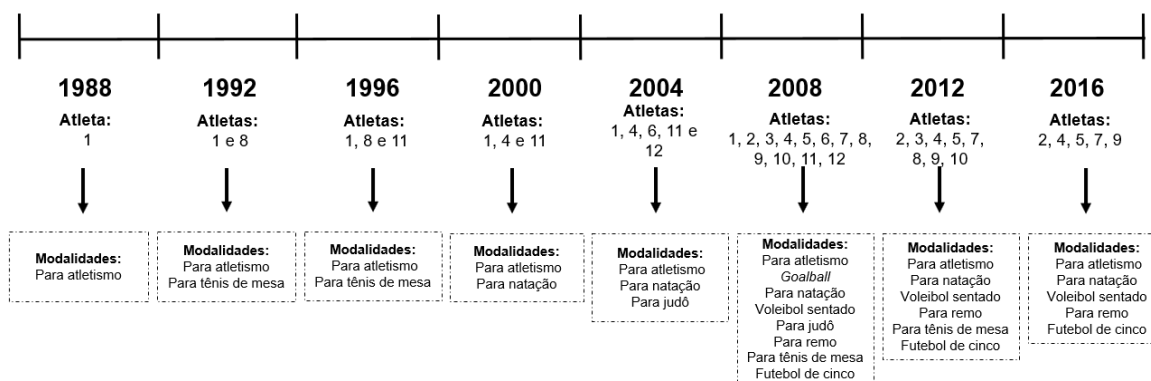 1988
Atleta:
1
Modalidades:
Para atletismo
1992
Atletas:
1 e 8
Modalidades:
Para atletismo
Para tênis de mesa
1996
Atletas:
1, 8 e 11
Modalidades:
Para atletismo
Para tênis de mesa
2000
Atletas:
1, 4 e 11
Modalidades:
Para atletismo
Para natação
2004
Atletas:
1, 4, 6, 11 e
12
Modalidades:
Para atletismo
Para natação
Para judô
2008
Atletas:
1, 2, 3, 4, 5, 6, 7, 8,
9, 10, 11, 12
Modalidades:
Para atletismo
Goalball
Para natação
Voleibol sentado
Para judô
Para remo
Para tênis de mesa
Futebol de cinco
2012
Atletas:
2, 3, 4, 5, 7,
8, 9, 10
Modalidades:
Para atletismo
Para natação
Voleibol sentado
Para remo
Para tênis de mesa
Futebol de cinco
2016
Atletas:
2, 4, 5, 7, 9
Modalidades:
Para atletismo
Para natação
Voleibol sentado
Para remo
Futebol de cinco